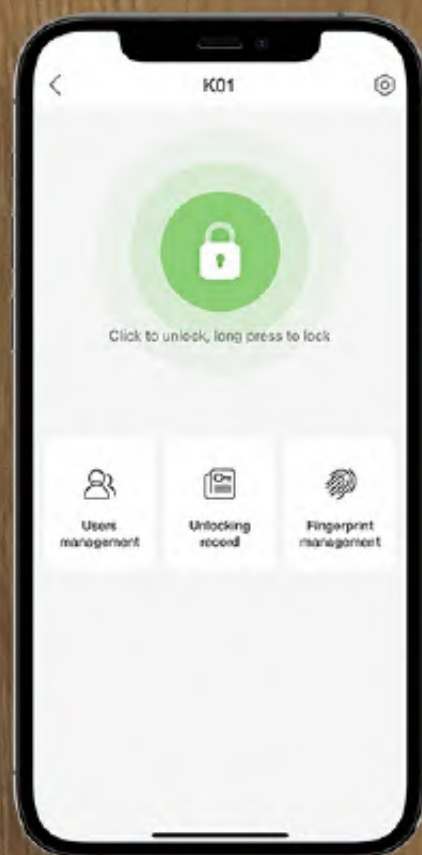 K01
Click to unlock, long press to lock
Users
management
Unlocking
record
Fingerprint
management